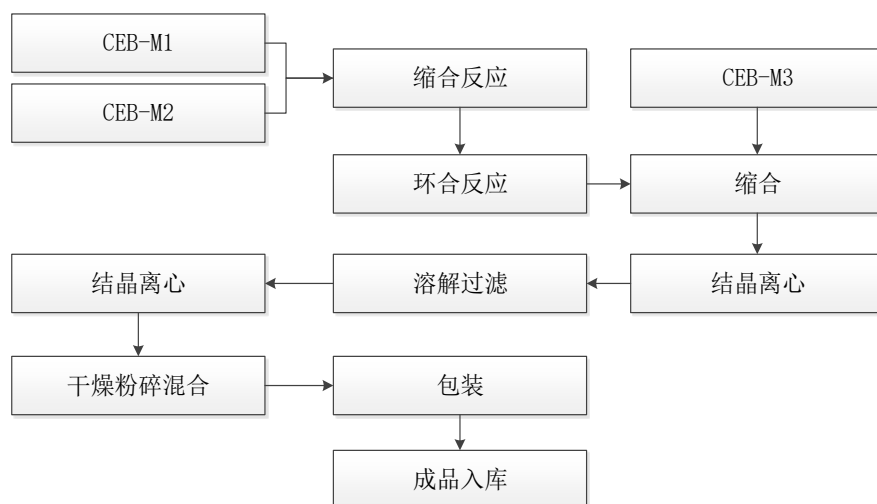 CEB-M1
CEB-M2
缩合反应
CEB-M3
环合反应
缩合
结晶离心
溶解过滤
结晶离心
干燥粉碎混合
包装
成品入库